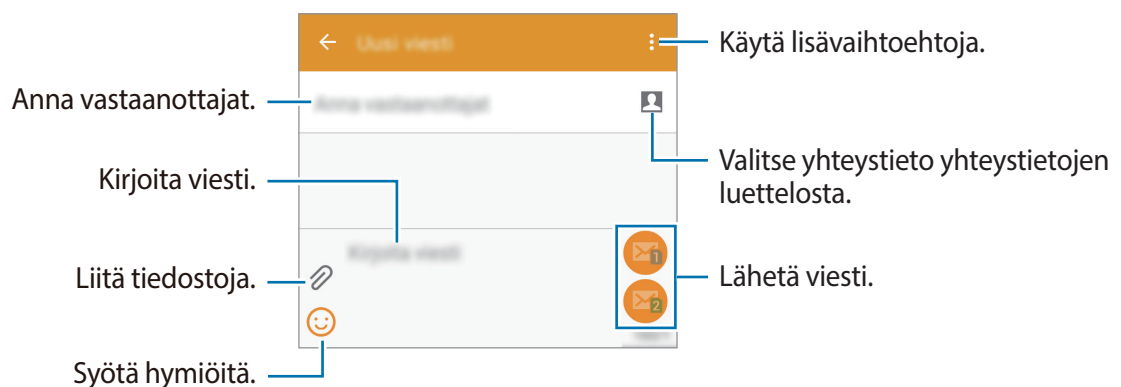 Uusi viesti
Käytä lisävaihtoehtoja.
Anna vastaanottajat.
Anna vastaanottajat
Valitse yhteystieto yhteystietojen
luettelosta.
Kirjoita viesti.
Kirjoita viesti
1
Liitä tiedostoja.
Lähetä viesti.
2
Syötä hymiöitä.